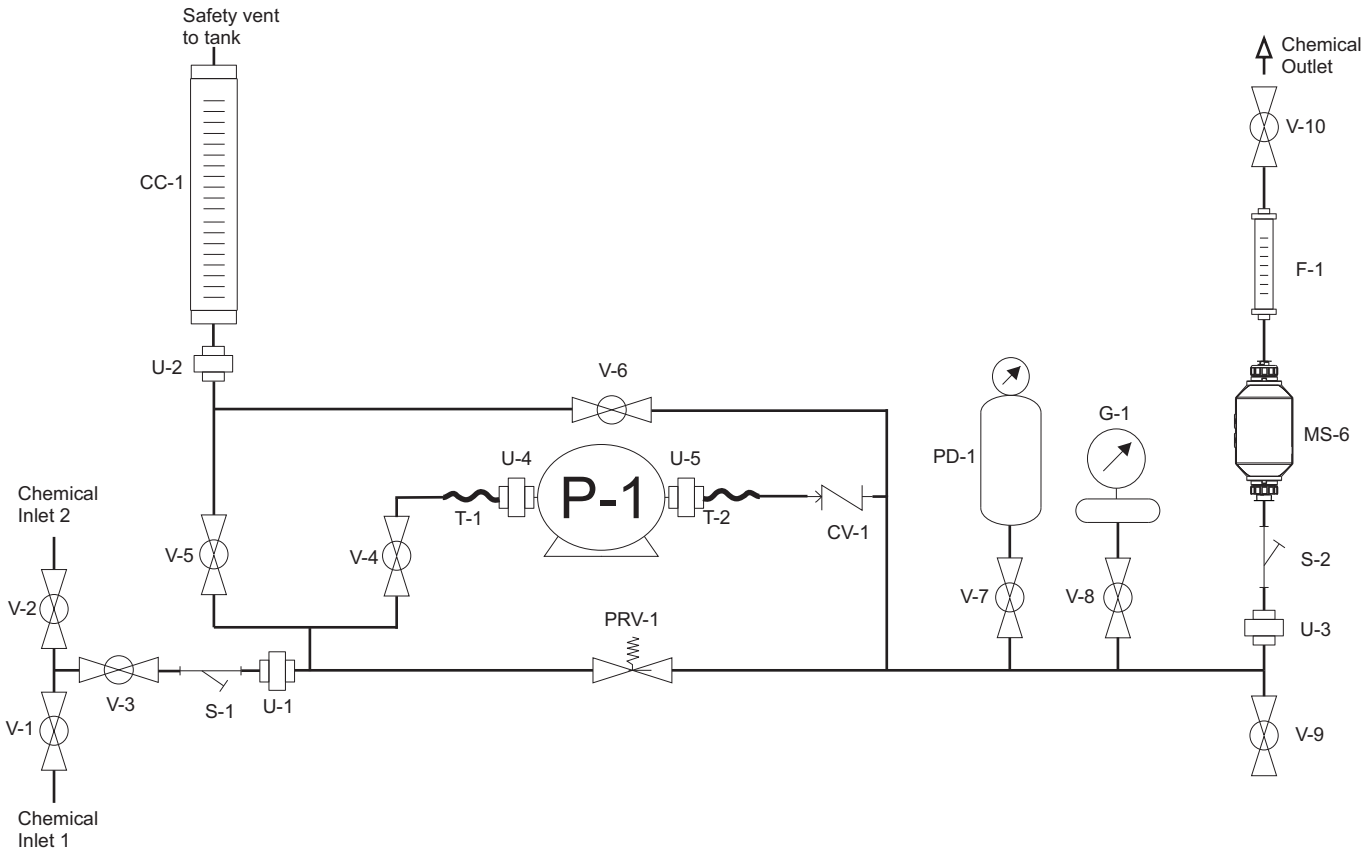 Safety vent
to tank
Chemical
Outlet
V-10
CC-1
F-1
U-2
V-6
G-1
MS-6
PD-1
U-4
U-5
P-1
Chemical
Inlet 2
T-1
T-2
CV-1
V-5
V-4
S-2
V-7
V-8
V-2
PRV-1
U-3
V-3
S-1
U-1
V-1
V-9
Chemical
Inlet 1